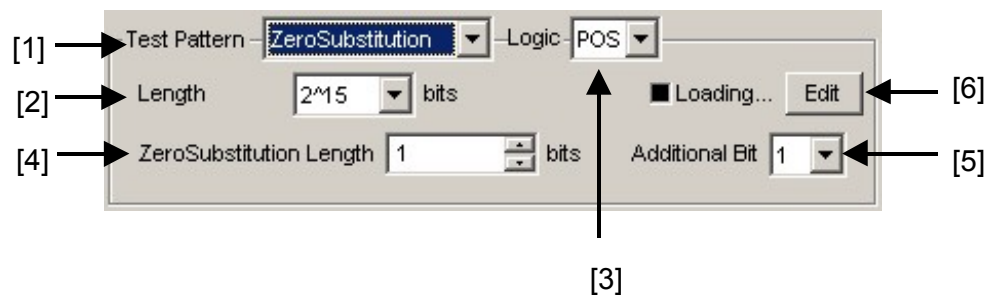 [1] Test Pattern ZeroSubstitution Logic POS
[2] Length 2^15 bits Loading... Edit [6]
[4] ZeroSubstitution Length 1 bits Additional Bit 1 [5]
[3]